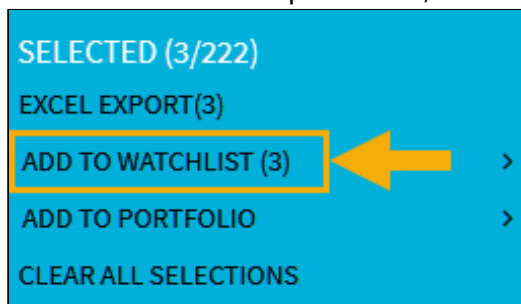 SELECTED (3/222)
EXCEL EXPORT(3)
ADD TO WATCHLIST (3)
ADD TO PORTFOLIO
CLEAR ALL SELECTIONS